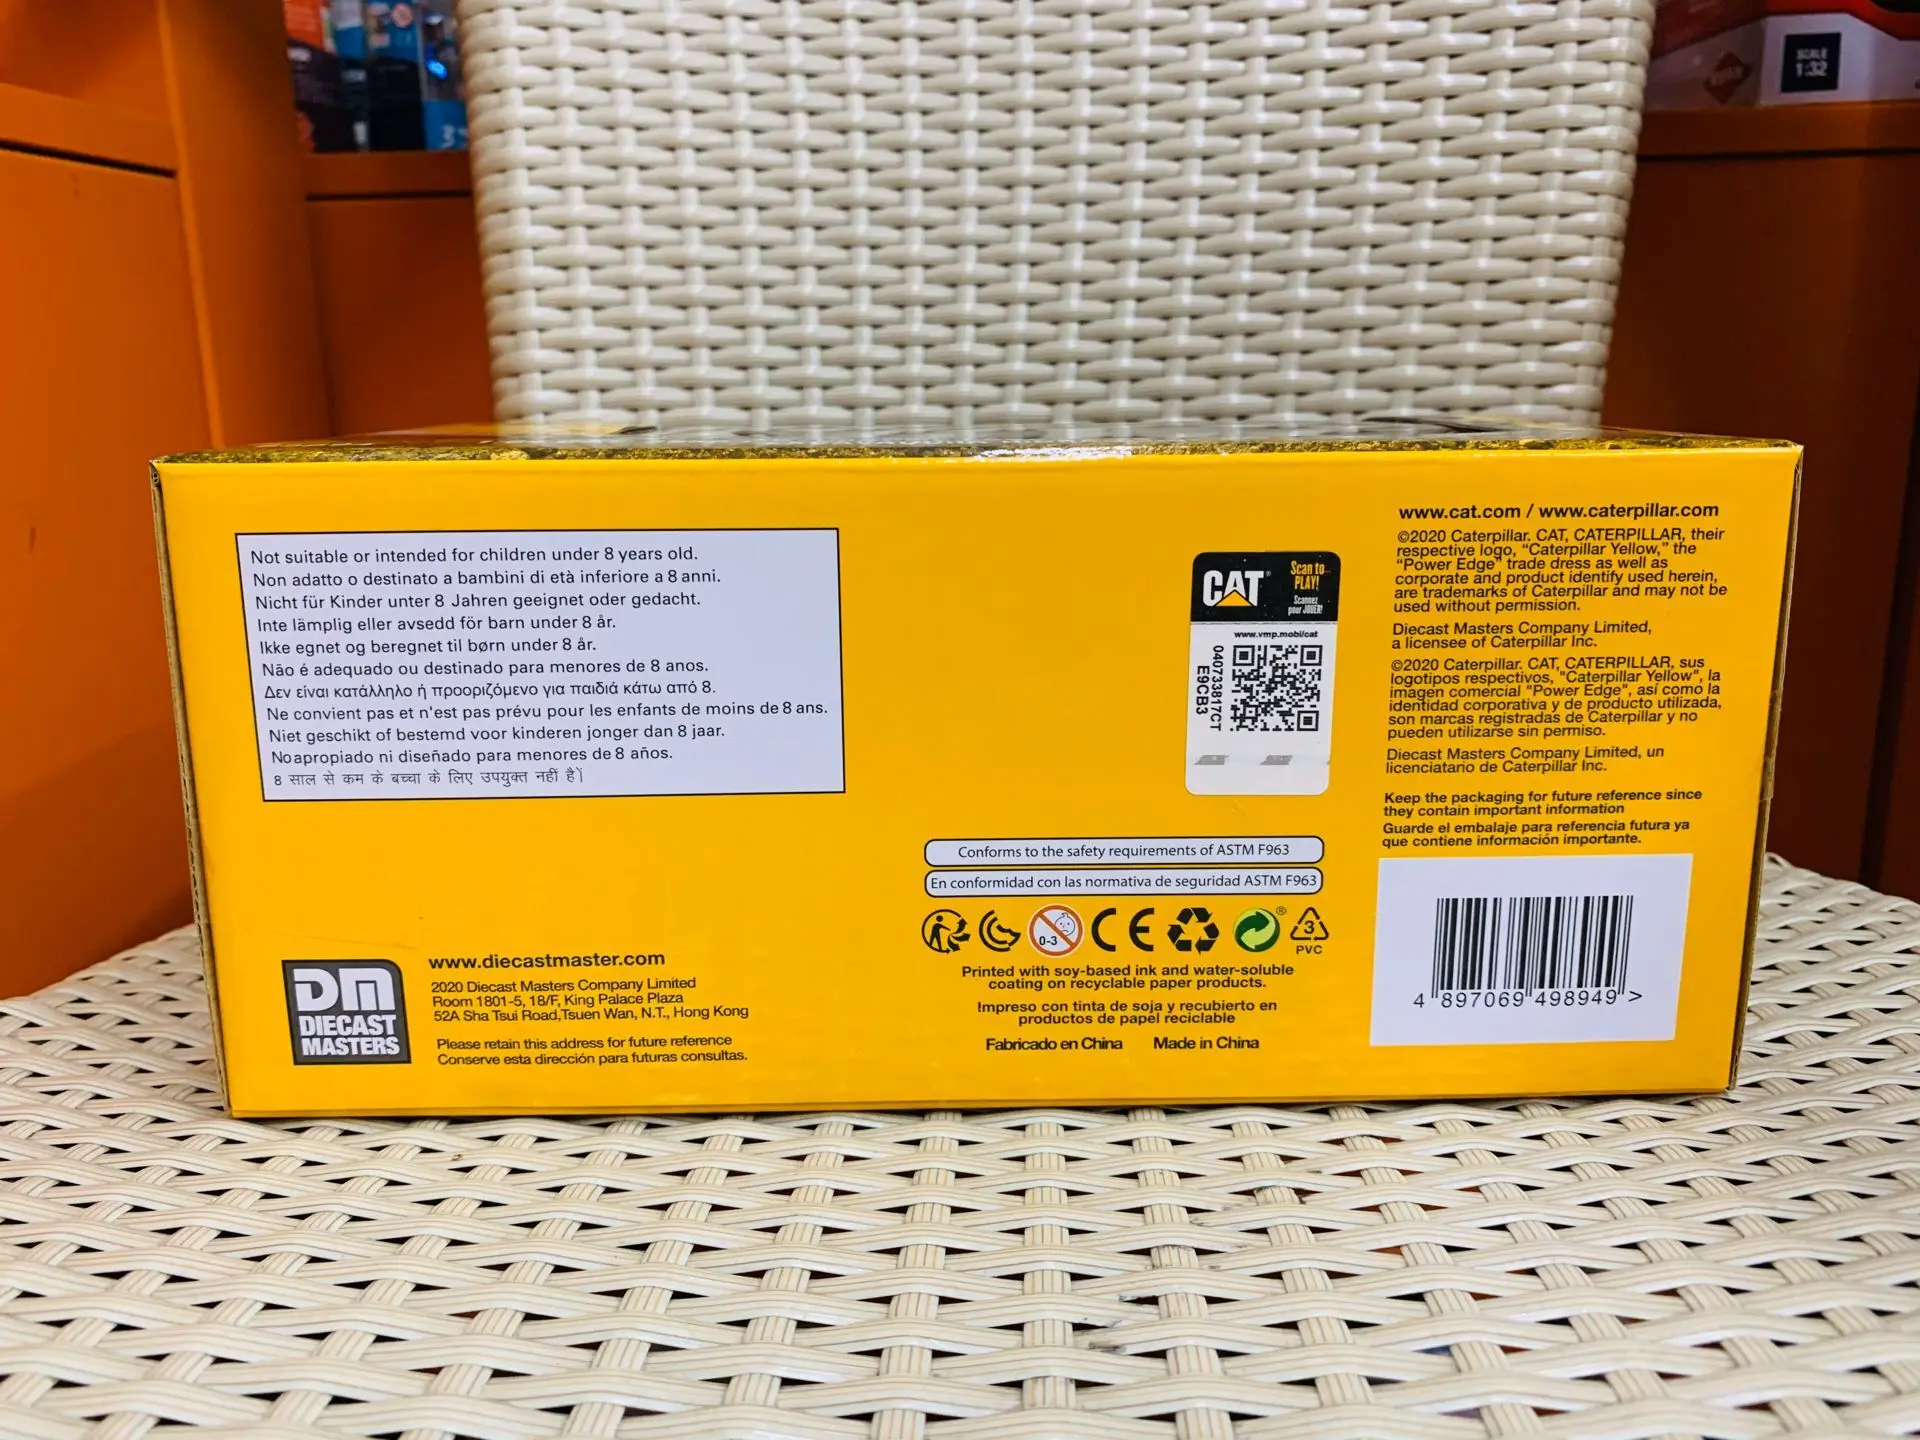 SCALE
1:32
Not suitable or intended for children under 8 years old.
Non adatto o destinato a bambini di età inferiore a 8 anni.
Nicht für Kinder unter 8 Jahren geeignet oder gedacht.
Inte lämplig eller avsedd för barn under 8 år.
Ikke egnet og beregnet til børn under 8 år.
Não é adequado ou destinado para menores de 8 anos.
Δεν είναι κατάλληλο ή προοριζόμενο για παιδιά κάτω από 8.
Ne convient pas et n'est pas prévu pour les enfants de moins de 8 ans.
Niet geschikt of bestemd voor kinderen jonger dan 8 jaar.
No apropiado ni diseñado para menores de 8 años.
8 साल से कम के बच्चा के लिए उपयुक्त नहीं है।
DM
DIECAST
MASTERS
www.diecastmaster.com
2020 Diecast Masters Company Limited
Room 1801-5, 18/F, King Palace Plaza
52A Sha Tsui Road,Tsuen Wan, N.T., Hong Kong
Please retain this address for future reference
Conserve esta dirección para futuras consultas.
CAT®
Scan to
PLAY!
Scannez
pour JOUER!
www.vmp.mobi/cat
040733817CT
E9CB3
Conforms to the safety requirements of ASTM F963
En conformidad con las normativa de seguridad ASTM F963
0-3
CE
®
3
PVC
Printed with soy-based ink and water-soluble
coating on recyclable paper products.
Impreso con tinta de soja y recubierto en
productos de papel reciclable
Fabricado en China Made in China
www.cat.com / www.caterpillar.com
©2020 Caterpillar. CAT, CATERPILLAR, their
respective logo, “Caterpillar Yellow,” the
“Power Edge” trade dress as well as
corporate and product identify used herein,
are trademarks of Caterpillar and may not be
used without permission.
Diecast Masters Company Limited,
a licensee of Caterpillar Inc.
©2020 Caterpillar. CAT, CATERPILLAR, sus
logotipos respectivos, "Caterpillar Yellow", la
imagen comercial "Power Edge", así como la
identidad corporativa y de producto utilizada,
son marcas registradas de Caterpillar y no
pueden utilizarse sin permiso.
Diecast Masters Company Limited, un
licenciatario de Caterpillar Inc.
Keep the packaging for future reference since
they contain important information
Guarde el embalaje para referencia futura ya
que contiene información importante.
4 897069 498949 >